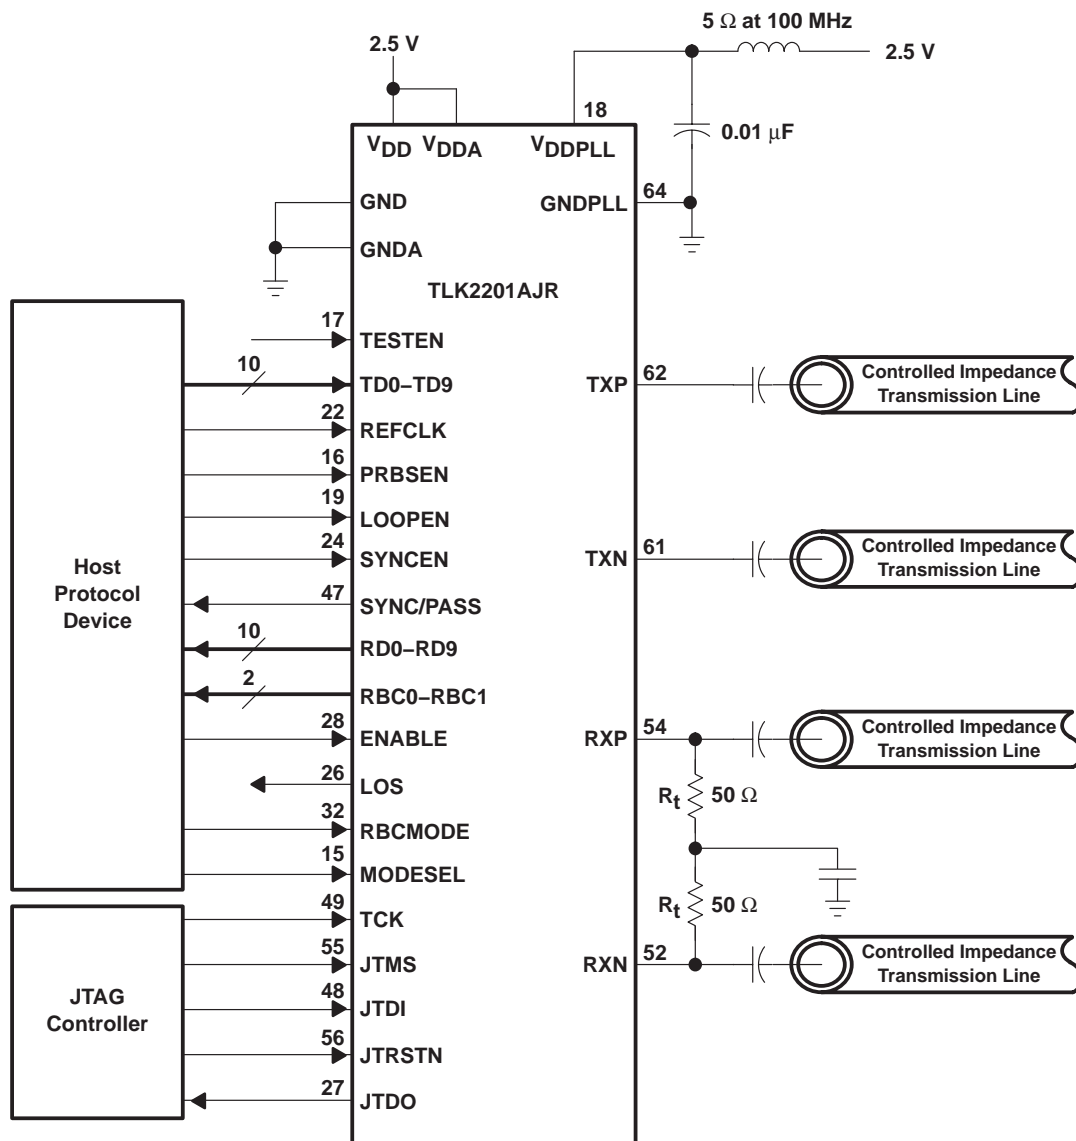 5 Ω at 100 MHz
2.5 V
2.5 V
18
0.01 μF
VDD VDDA VDDPLL
GND
GNDPLL
64
GNDA
TLK2201AJR
Host
Protocol
Device
17
TESTEN
10
TD0–TD9
22
REFCLK
16
PRBSEN
19
LOOPEN
24
SYNCEN
47
SYNC/PASS
10
RD0–RD9
2
RBC0–RBC1
28
ENABLE
26
LOS
32
RBCMODE
15
MODESEL
JTAG
Controller
49
TCK
55
JTMS
48
JTDI
56
JTRSTN
27
JTDO
TXP
62
Controlled Impedance
Transmission Line
TXN
61
Controlled Impedance
Transmission Line
RXP
54
Controlled Impedance
Transmission Line
Rt 50 Ω
Rt 50 Ω
RXN
52
Controlled Impedance
Transmission Line